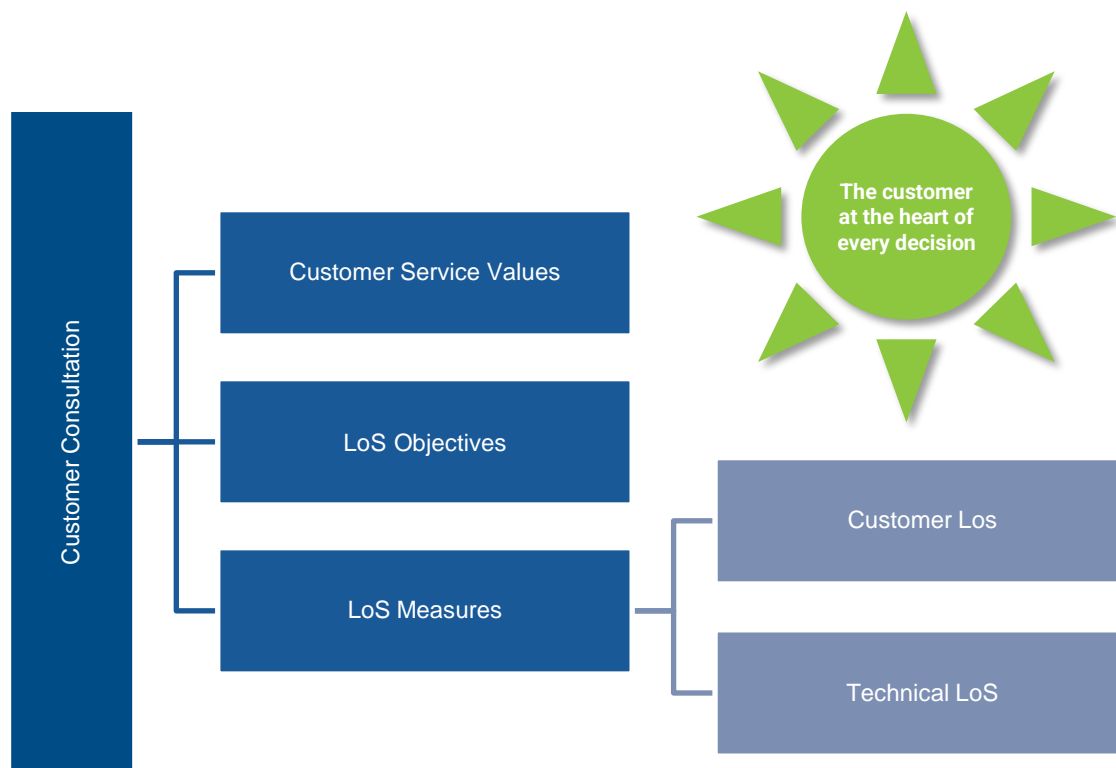 The customer
at the heart of
every decision
Customer Consultation
Customer Service Values
LoS Objectives
LoS Measures
Customer Los
Technical LoS